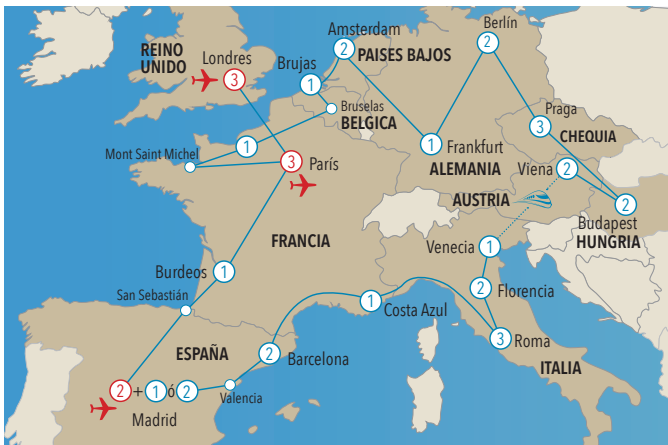 REINO
UNIDO
Londres
3
Amsterdam
2
PAISES BAJOS
Berlín
2
Brujas
1
Bruselas
BELGICA
1
Frankfurt
ALEMANIA
Praga
3
CHEQUIA
Mont Saint Michel
1
3
París
Viena
2
AUSTRIA
2
Budapest
HUNGRIA
FRANCIA
Venecia
1
Burdeos
1
2
Florencia
San Sebastián
1
Costa Azul
3
Roma
ESPAÑA
2
Barcelona
ITALIA
2 + 1 ó 2
Valencia
Madrid